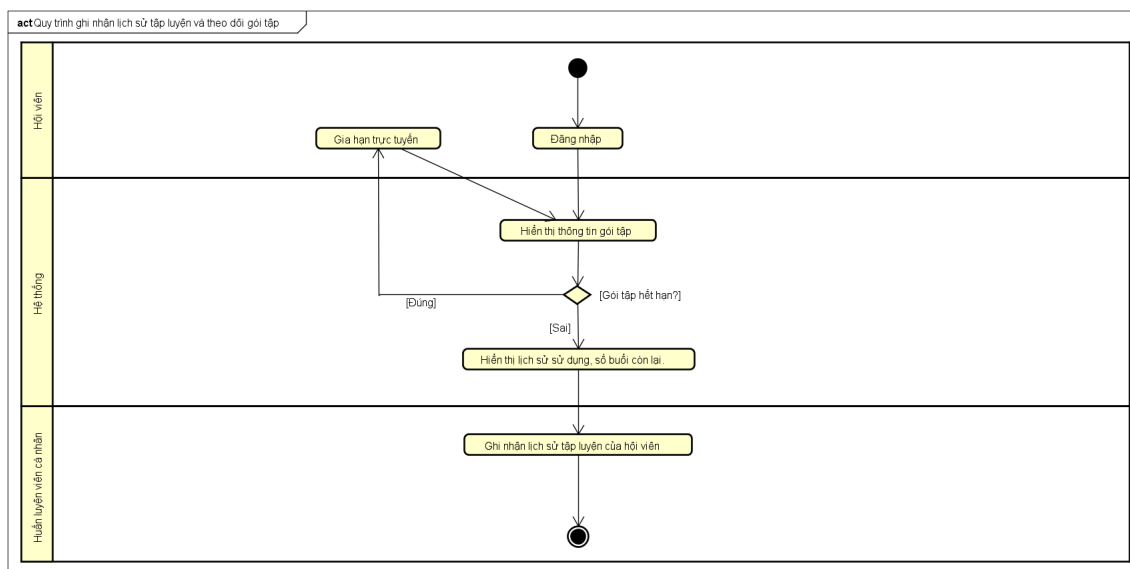 act Quy trình ghi nhận lịch sử tập luyện và theo dõi gói tập
Hội viên
Gia hạn trực tuyến
Đăng nhập
Hệ thống
Hiển thị thông tin gói tập
[Gói tập hết hạn?]
[Đúng]
[Sai]
Hiển thị lịch sử sử dụng, số buổi còn lại.
Huấn luyện viên cá nhân
Ghi nhận lịch sử tập luyện của hội viên